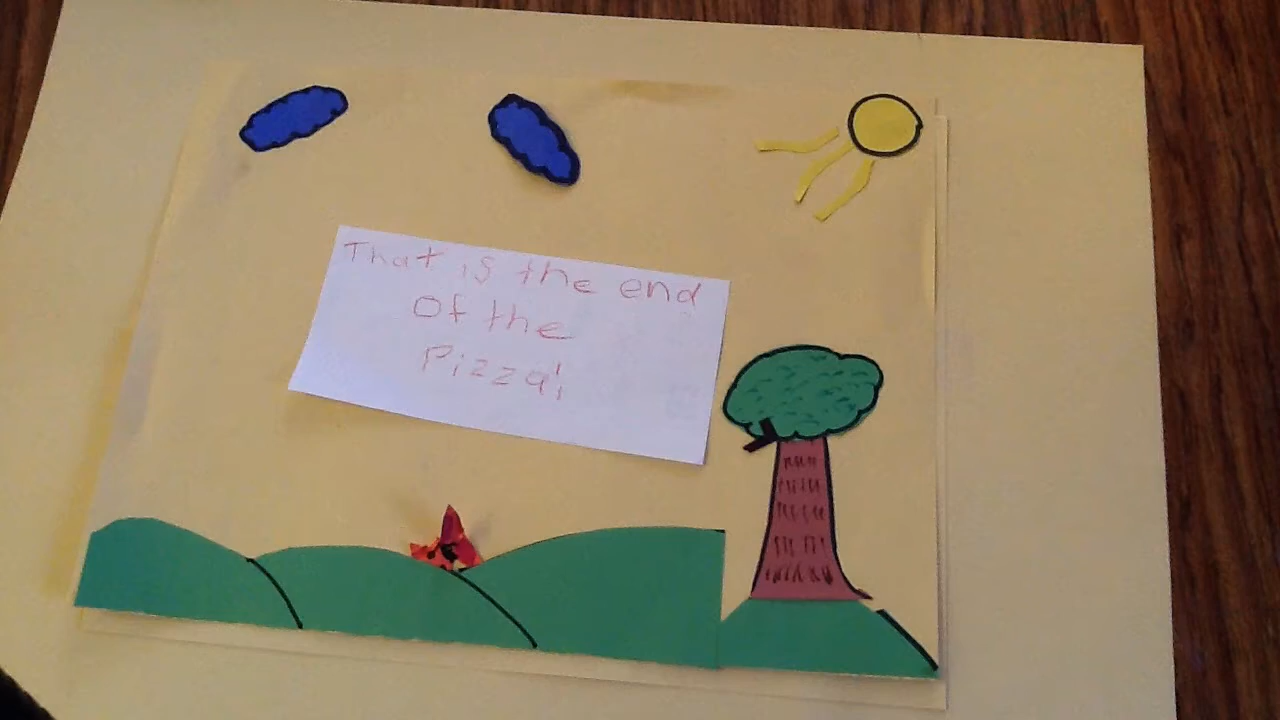 That is the end
Of the
Pizza!